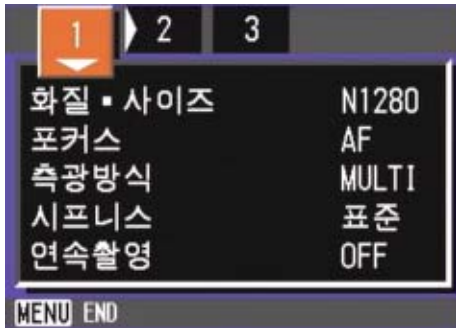 1 2 3
화질▪사이즈 N1280
포커스 AF
측광방식 MULTI
시프니스 표준
연속촬영 OFF
MENU END